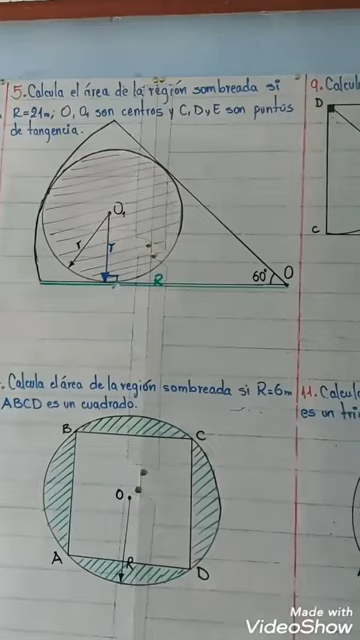 5. Calcula el área de la región sombreada si
R=21m; O, O₁ son centros y C, D y E son puntos
de tangencia.
O₁
r
r
60°
O
R
Calcula el área de la región sombreada si R=6m
ABCD es un cuadrado.
B
C
O
R
A
D
9. Calcula
D
C
11. Calcula
es un tri
Made with
VideoShow